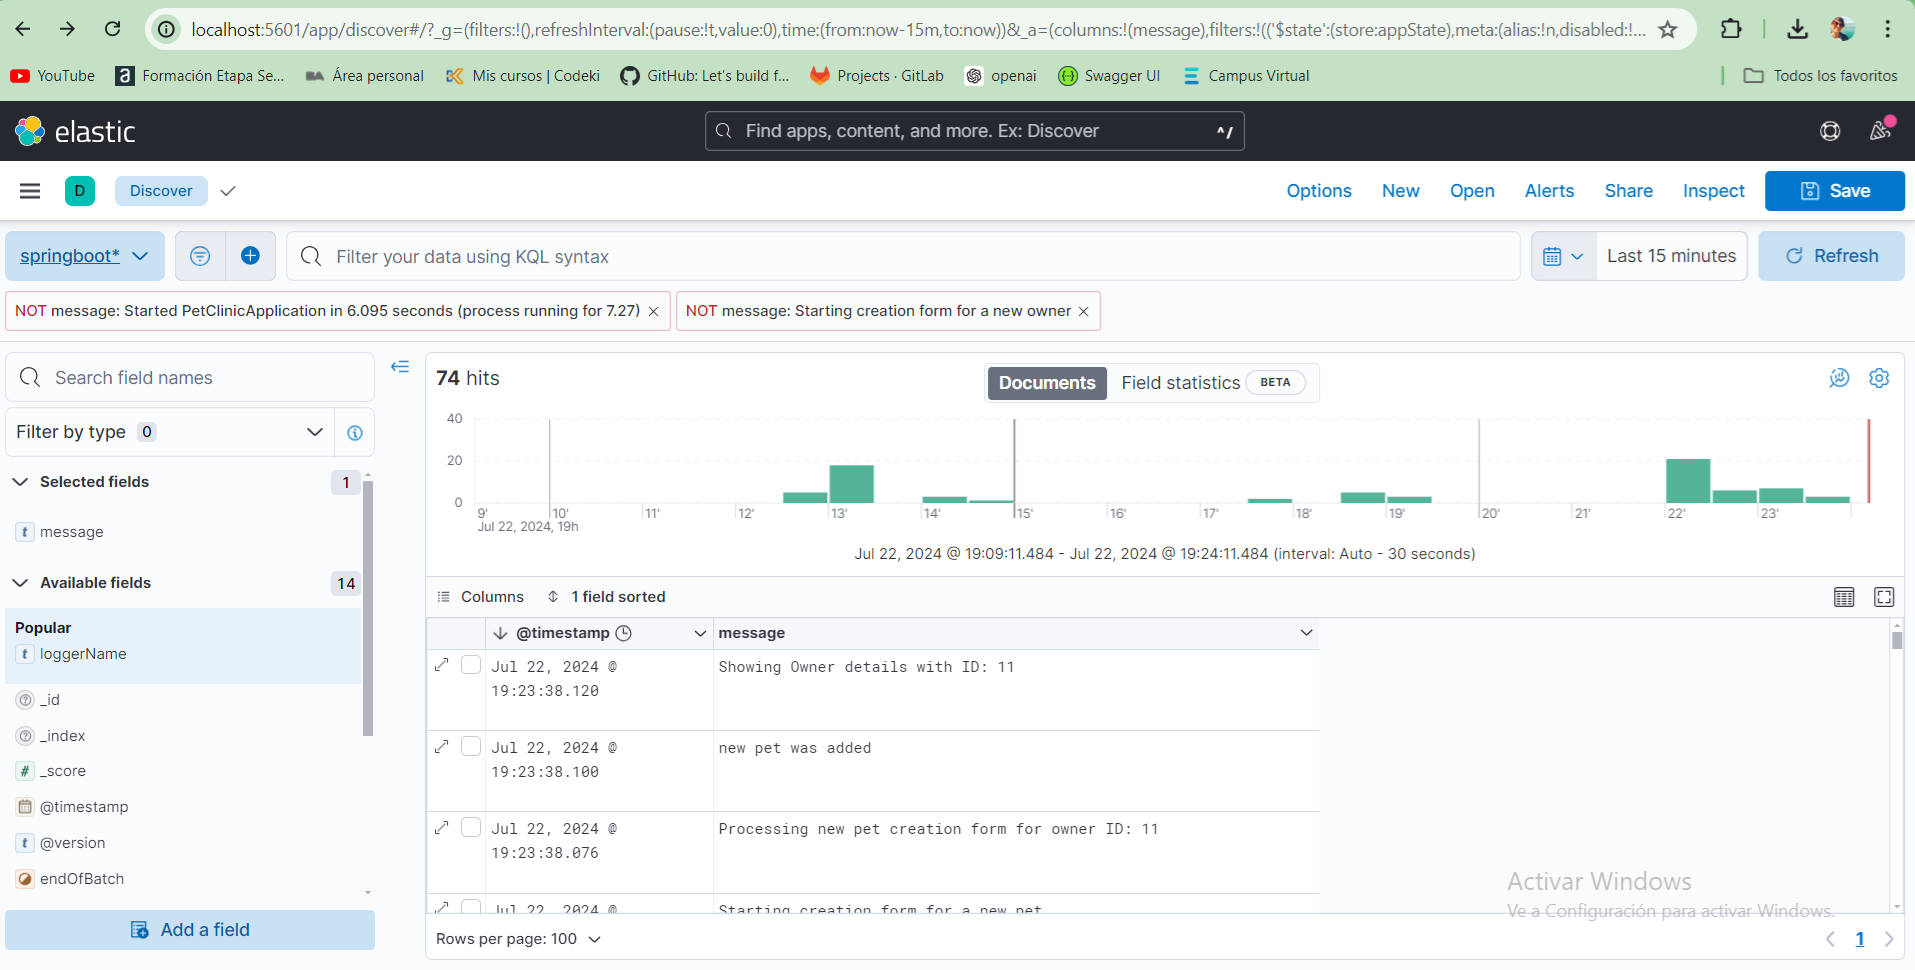 localhost:5601/app/discover#/?_g=(filters:!(),refreshInterval:(pause:!t,value:0),time:(from:now-15m,to:now))&_a=(columns:!(message),filters:!(('$state':(store:appState),meta:(alias:!n,disabled:!...
YouTube Formación Etapa Se... Área personal Mis cursos | Codeki GitHub: Let's build f... Projects · GitLab openai Swagger UI Campus Virtual Todos los favoritos
elastic Find apps, content, and more. Ex: Discover ^/
D Discover Options New Open Alerts Share Inspect Save
springboot* Filter your data using KQL syntax Last 15 minutes Refresh
NOT message: Started PetClinicApplication in 6.095 seconds (process running for 7.27) × NOT message: Starting creation form for a new owner ×
Search field names
Filter by type 0
Selected fields 1
t message
Available fields 14
Popular
t loggerName
_id
_index
# _score
@timestamp
t @version
endOfBatch
Add a field
74 hits Documents Field statistics BETA
40
20
0
9' 10' 11' 12' 13' 14' 15' 16' 17' 18' 19' 20' 21' 22' 23'
Jul 22, 2024, 19h
Jul 22, 2024 @ 19:09:11.484 - Jul 22, 2024 @ 19:24:11.484 (interval: Auto - 30 seconds)
Columns 1 field sorted
@timestamp message
Jul 22, 2024 @ Showing Owner details with ID: 11
19:23:38.120
Jul 22, 2024 @ new pet was added
19:23:38.100
Jul 22, 2024 @ Processing new pet creation form for owner ID: 11
19:23:38.076
Jul 22, 2024 @ Starting creation form for a new pet
Rows per page: 100
1
Activar Windows
Ve a Configuración para activar Windows.